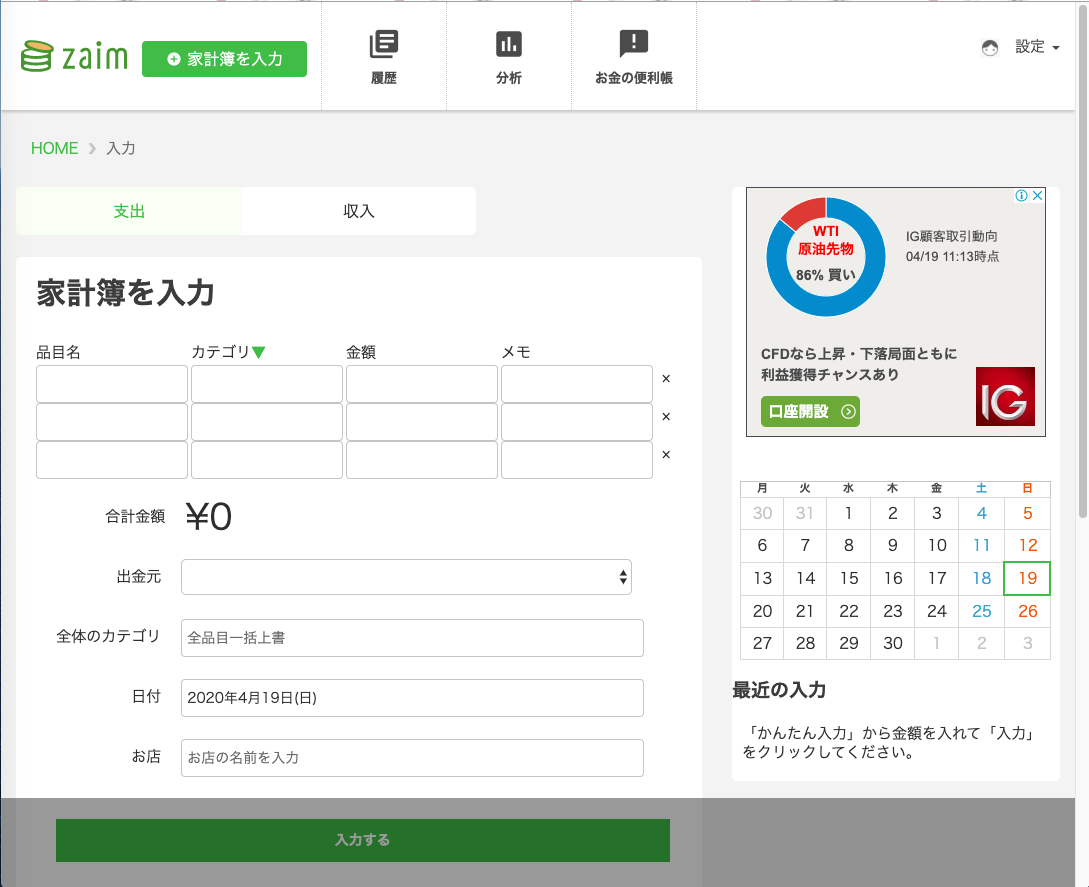 zaim
家計簿を入力
履歴
分析
お金の便利帳
設定
HOME 入力
支出
収入
家計簿を入力
品目名 カテゴリ▼ 金額 メモ
×
×
×
合計金額 ¥0
出金元
全体のカテゴリ 全品目一括上書
日付 2020年4月19日(日)
お店 お店の名前を入力
入力する
WTI
原油先物
86% 買い
IG顧客取引動向
04/19 11:13時点
CFDなら上昇・下落局面ともに
利益獲得チャンスあり
口座開設
IG
月 火 水 木 金 土 日
30 31 1 2 3 4 5
6 7 8 9 10 11 12
13 14 15 16 17 18 19
20 21 22 23 24 25 26
27 28 29 30 1 2 3
最近の入力
「かんたん入力」から金額を入れて「入力」
をクリックしてください。